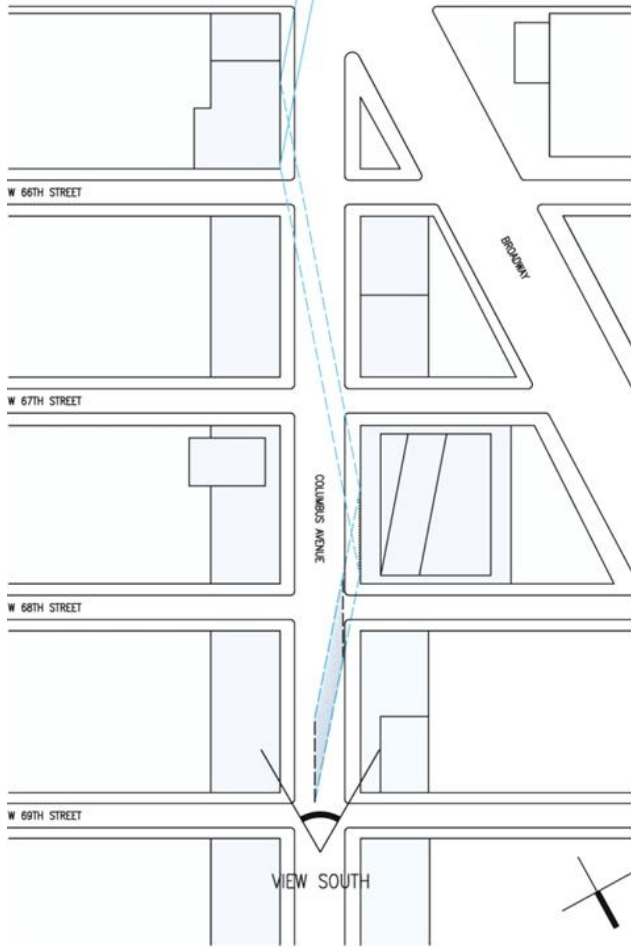 W 66TH STREET
BROADWAY
W 67TH STREET
COLUMBUS AVENUE
W 68TH STREET
W 69TH STREET
VIEW SOUTH